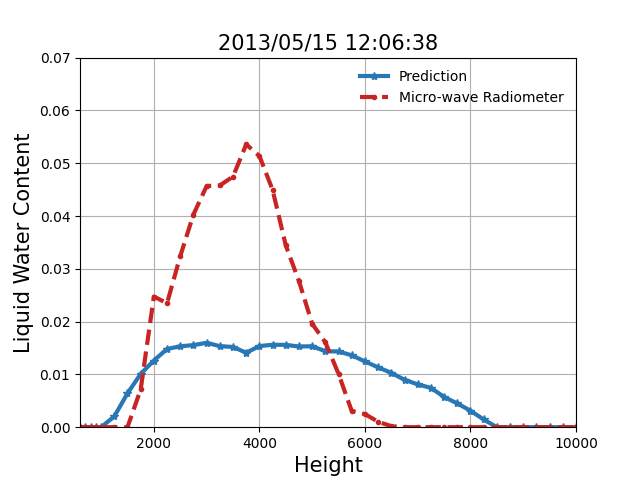 2013/05/15 12:06:38
Prediction
Micro-wave Radiometer
0.07
0.06
0.05
0.04
0.03
0.02
0.01
0.00
Liquid Water Content
2000 4000 6000 8000 10000
Height